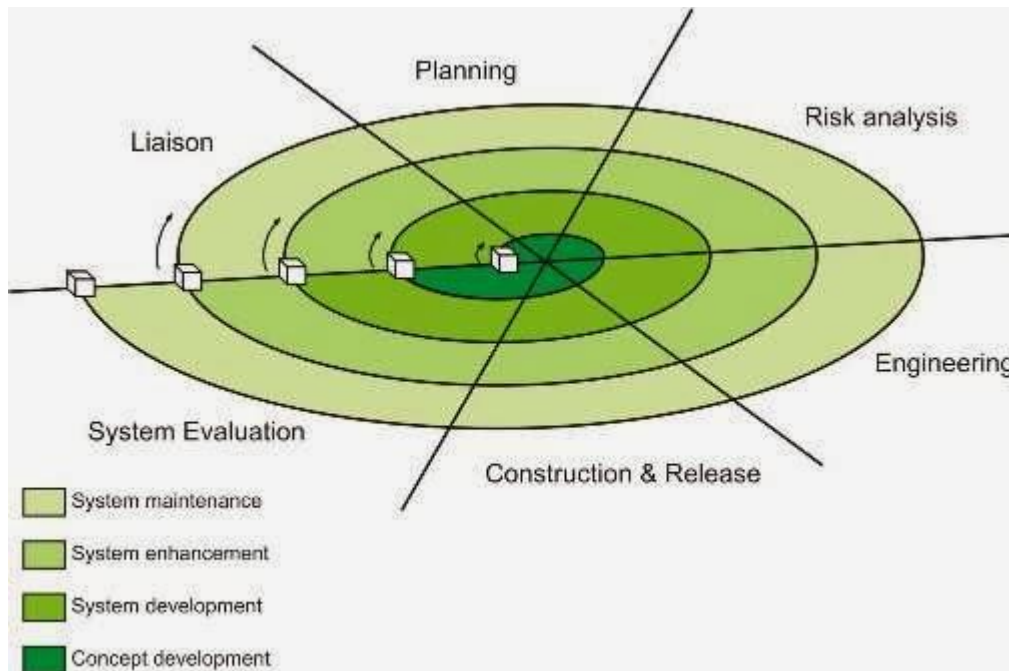 Planning
Risk analysis
Liaison
Engineering
System Evaluation
Construction & Release
System maintenance
System enhancement
System development
Concept development